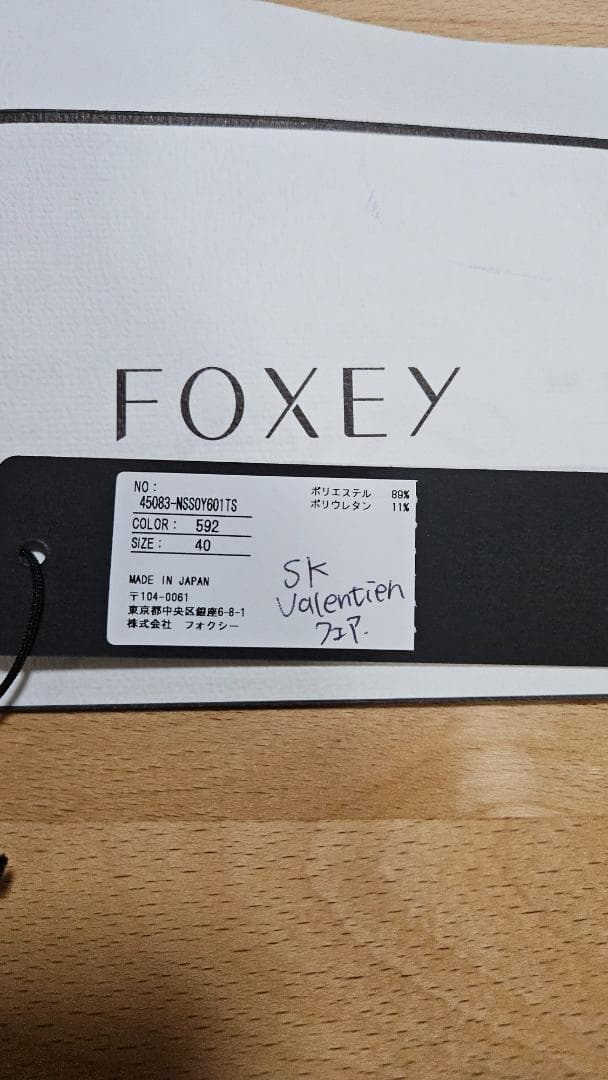 FOXEY
NO:
45083-NSS0Y601TS
COLOR: 592
SIZE: 40
ポリエステル 89%
ポリウレタン 11%
MADE IN JAPAN
〒104-0061
東京都中央区銀座6-8-1
株式会社 フォクシー
SK
Valentien
フェア.